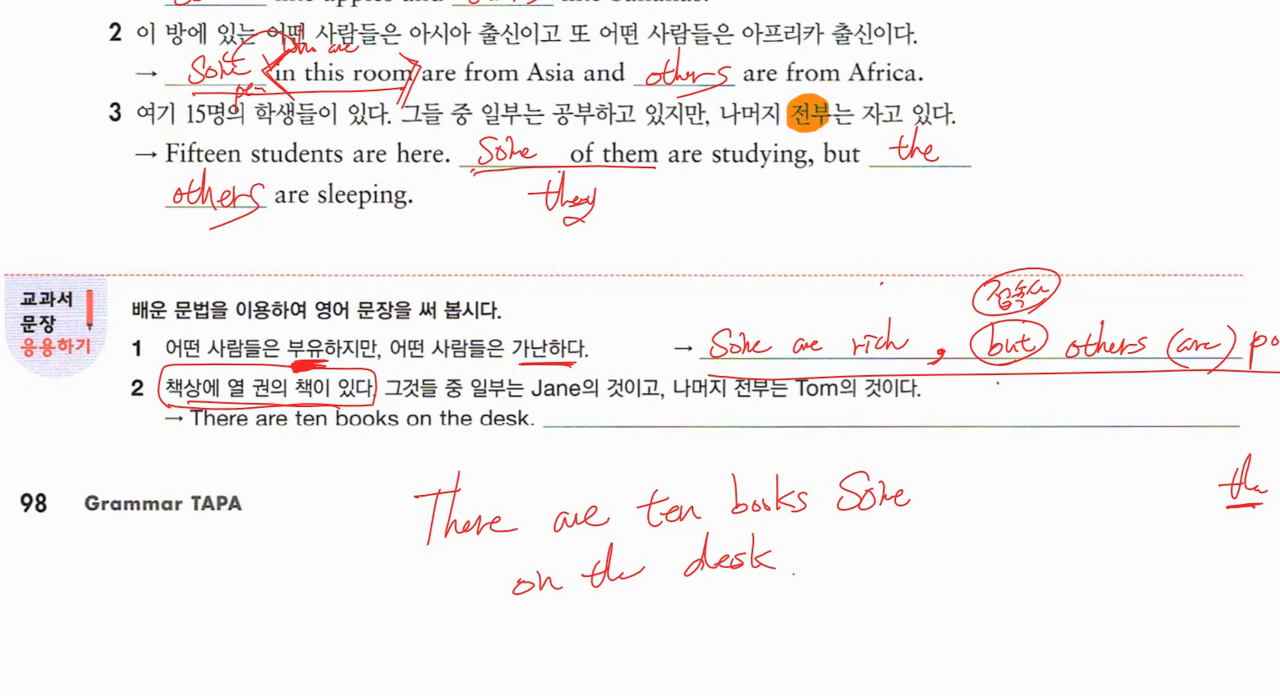 like apples and like bananas.
2 이 방에 있는 어떤 사람들은 아시아 출신이고 또 어떤 사람들은 아프리카 출신이다.
are
→ Some in this room are from Asia and others are from Africa.
3 여기 15명의 학생들이 있다. 그들 중 일부는 공부하고 있지만, 나머지 전부는 자고 있다.
→ Fifteen students are here. Some of them are studying, but the
others are sleeping. they
교과서
문장
응용하기
배운 문법을 이용하여 영어 문장을 써 봅시다.
접속사
1 어떤 사람들은 부유하지만, 어떤 사람들은 가난하다. → Some are rich, but others (are) po
2 책상에 열 권의 책이 있다. 그것들 중 일부는 Jane의 것이고, 나머지 전부는 Tom의 것이다.
→ There are ten books on the desk.
98 Grammar TAPA
There are ten books Some
on the desk.
the